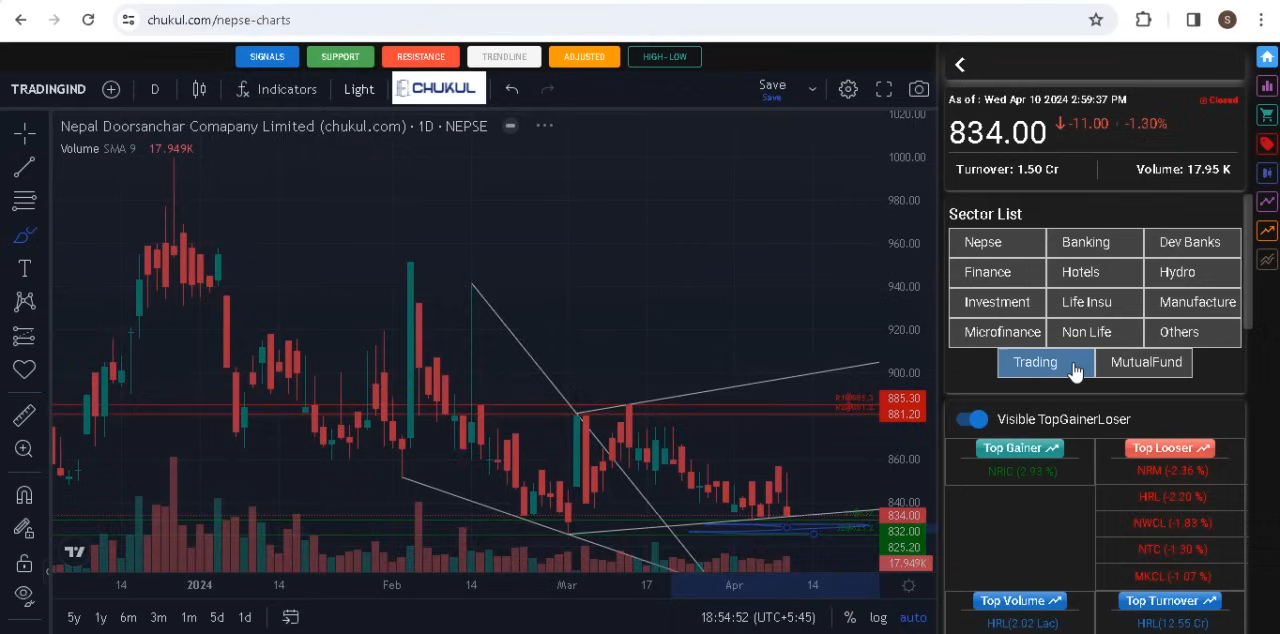 chukul.com/nepse-charts
S
SIGNALS SUPPORT RESISTANCE TRENDLINE ADJUSTED HIGH-LOW
TRADINGIND D Indicators Light CHUKUL Save
Save
Nepal Doorsanchar Comapany Limited (chukul.com) · 1D · NEPSE
Volume SMA 9 17.949K
1020.00
1000.00
980.00
960.00
940.00
920.00
900.00
885.30
881.20
860.00
840.00
834.00
832.00
825.20
17.949K
14 2024 14 Feb 14 Mar 17 Apr 14
5y 1y 6m 3m 1m 5d 1d
18:54:52 (UTC+5:45) % log auto
As of : Wed Apr 10 2024 2:59:37 PM Closed
834.00 -11.00 · -1.30%
Turnover: 1.50 Cr Volume: 17.95 K
Sector List
Nepse Banking Dev Banks
Finance Hotels Hydro
Investment Life Insu Manufacture
Microfinance Non Life Others
Trading MutualFund
Visible TopGainerLoser
Top Gainer Top Looser
NRIC (2.93 %) NRM (-2.36 %)
HRL (-2.20 %)
NWCL (-1.83 %)
NTC (-1.30 %)
MKCL (-1.07 %)
Top Volume Top Turnover
HRL(2.02 Lac) HRL(12.55 Cr)